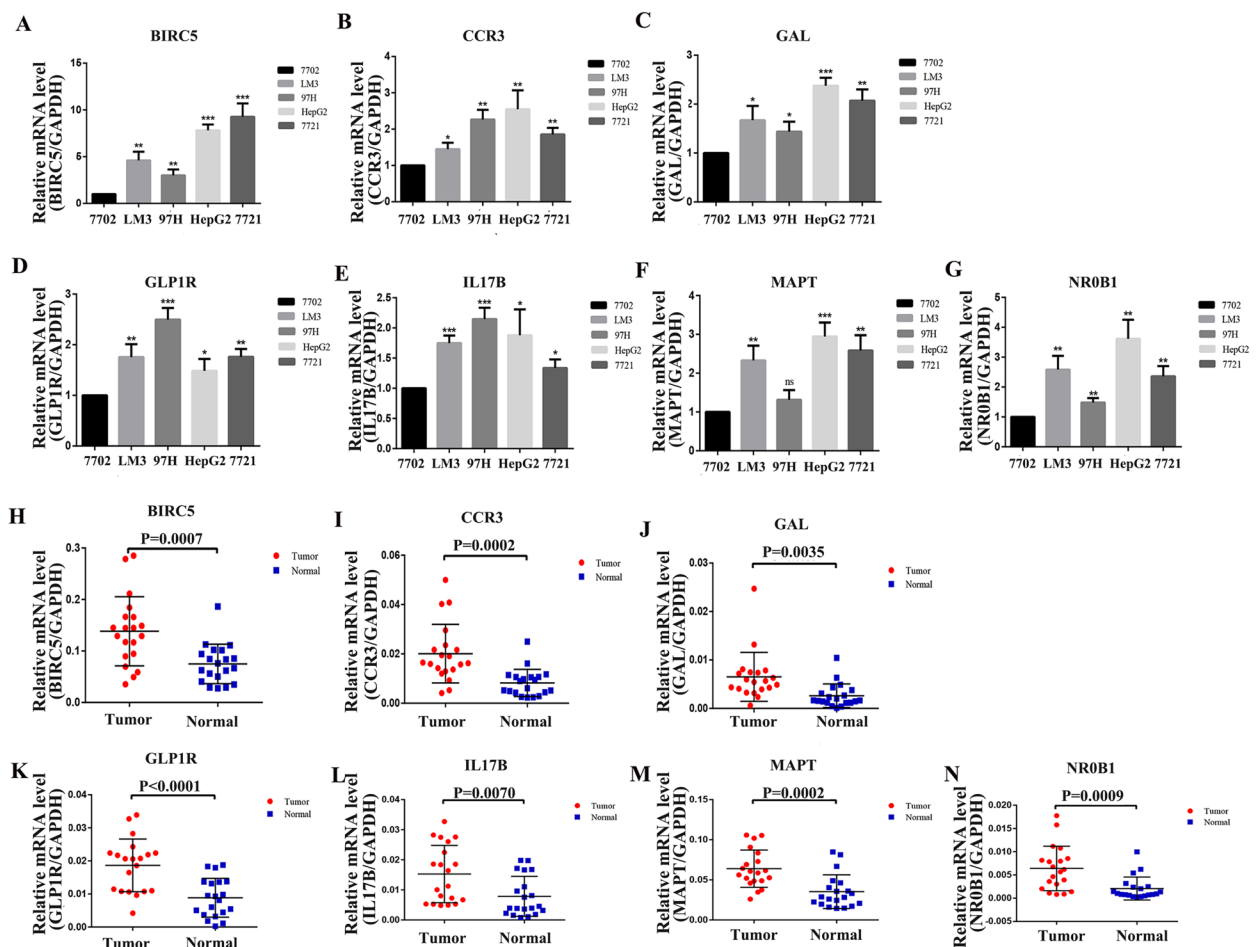 A
BIRC5
Relative mRNA level
(BIRC5/GAPDH)
15
10
5
0
** ** *** ***
7702 LM3 97H HepG2 7721
7702
LM3
97H
HepG2
7721
B
CCR3
Relative mRNA level
(CCR3/GAPDH)
4
3
2
1
0
* ** ** **
7702 LM3 97H HepG2 7721
7702
LM3
97H
HepG2
7721
C
GAL
Relative mRNA level
(GAL/GAPDH)
3
2
1
0
* * *** **
7702 LM3 97H HepG2 7721
7702
LM3
97H
HepG2
7721
D
GLP1R
Relative mRNA level
(GLP1R/GAPDH)
3
2
1
0
** *** * **
7702 LM3 97H HepG2 7721
7702
LM3
97H
HepG2
7721
E
IL17B
Relative mRNA level
(IL17B/GAPDH)
2.5
2.0
1.5
1.0
0.5
0.0
*** *** * *
7702 LM3 97H HepG2 7721
7702
LM3
97H
HepG2
7721
F
MAPT
Relative mRNA level
(MAPT/GAPDH)
4
3
2
1
0
** ns *** **
7702 LM3 97H HepG2 7721
7702
LM3
97H
HepG2
7721
G
NR0B1
Relative mRNA level
(NR0B1/GAPDH)
5
4
3
2
1
0
** ** ** **
7702 LM3 97H HepG2 7721
7702
LM3
97H
HepG2
7721
H
BIRC5
P=0.0007
Relative mRNA level
(BIRC5/GAPDH)
0.3
0.2
0.1
0.0
Tumor Normal
Tumor
Normal
I
CCR3
P=0.0002
Relative mRNA level
(CCR3/GAPDH)
0.06
0.04
0.02
0.00
Tumor Normal
Tumor
Normal
J
GAL
P=0.0035
Relative mRNA level
(GAL/GAPDH)
0.03
0.02
0.01
0.00
Tumor Normal
Tumor
Normal
K
GLP1R
P<0.0001
Relative mRNA level
(GLP1R/GAPDH)
0.04
0.03
0.02
0.01
0.00
Tumor Normal
Tumor
Normal
L
IL17B
P=0.0070
Relative mRNA level
(IL17B/GAPDH)
0.04
0.03
0.02
0.01
0.00
Tumor Normal
Tumor
Normal
M
MAPT
P=0.0002
Relative mRNA level
(MAPT/GAPDH)
0.15
0.10
0.05
0.00
Tumor Normal
Tumor
Normal
N
NR0B1
P=0.0009
Relative mRNA level
(NR0B1/GAPDH)
0.020
0.015
0.010
0.005
0.000
-0.005
Tumor Normal
Tumor
Normal